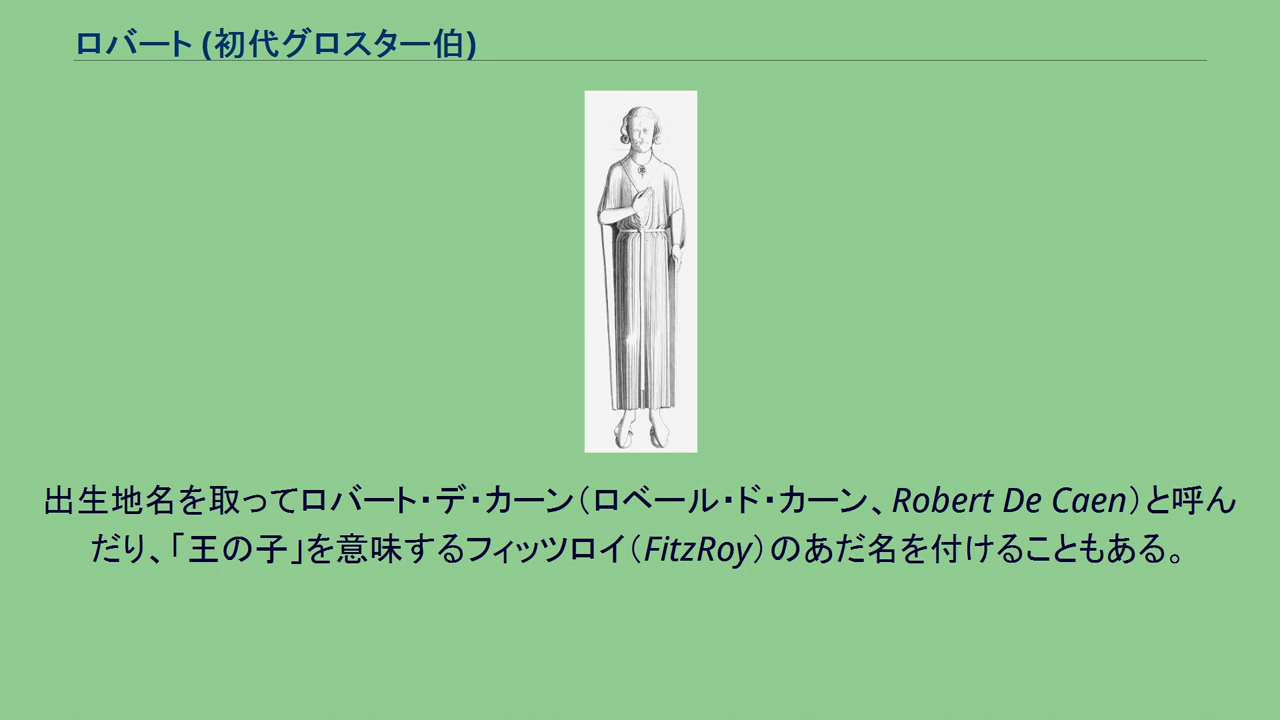 ロバート (初代グロスター伯)
出生地名を取ってロバート・デ・カーン（ロベール・ド・カーン、Robert De Caen）と呼ん
だり、「王の子」を意味するフィッツロイ（FitzRoy）のあだ名を付けることもある。